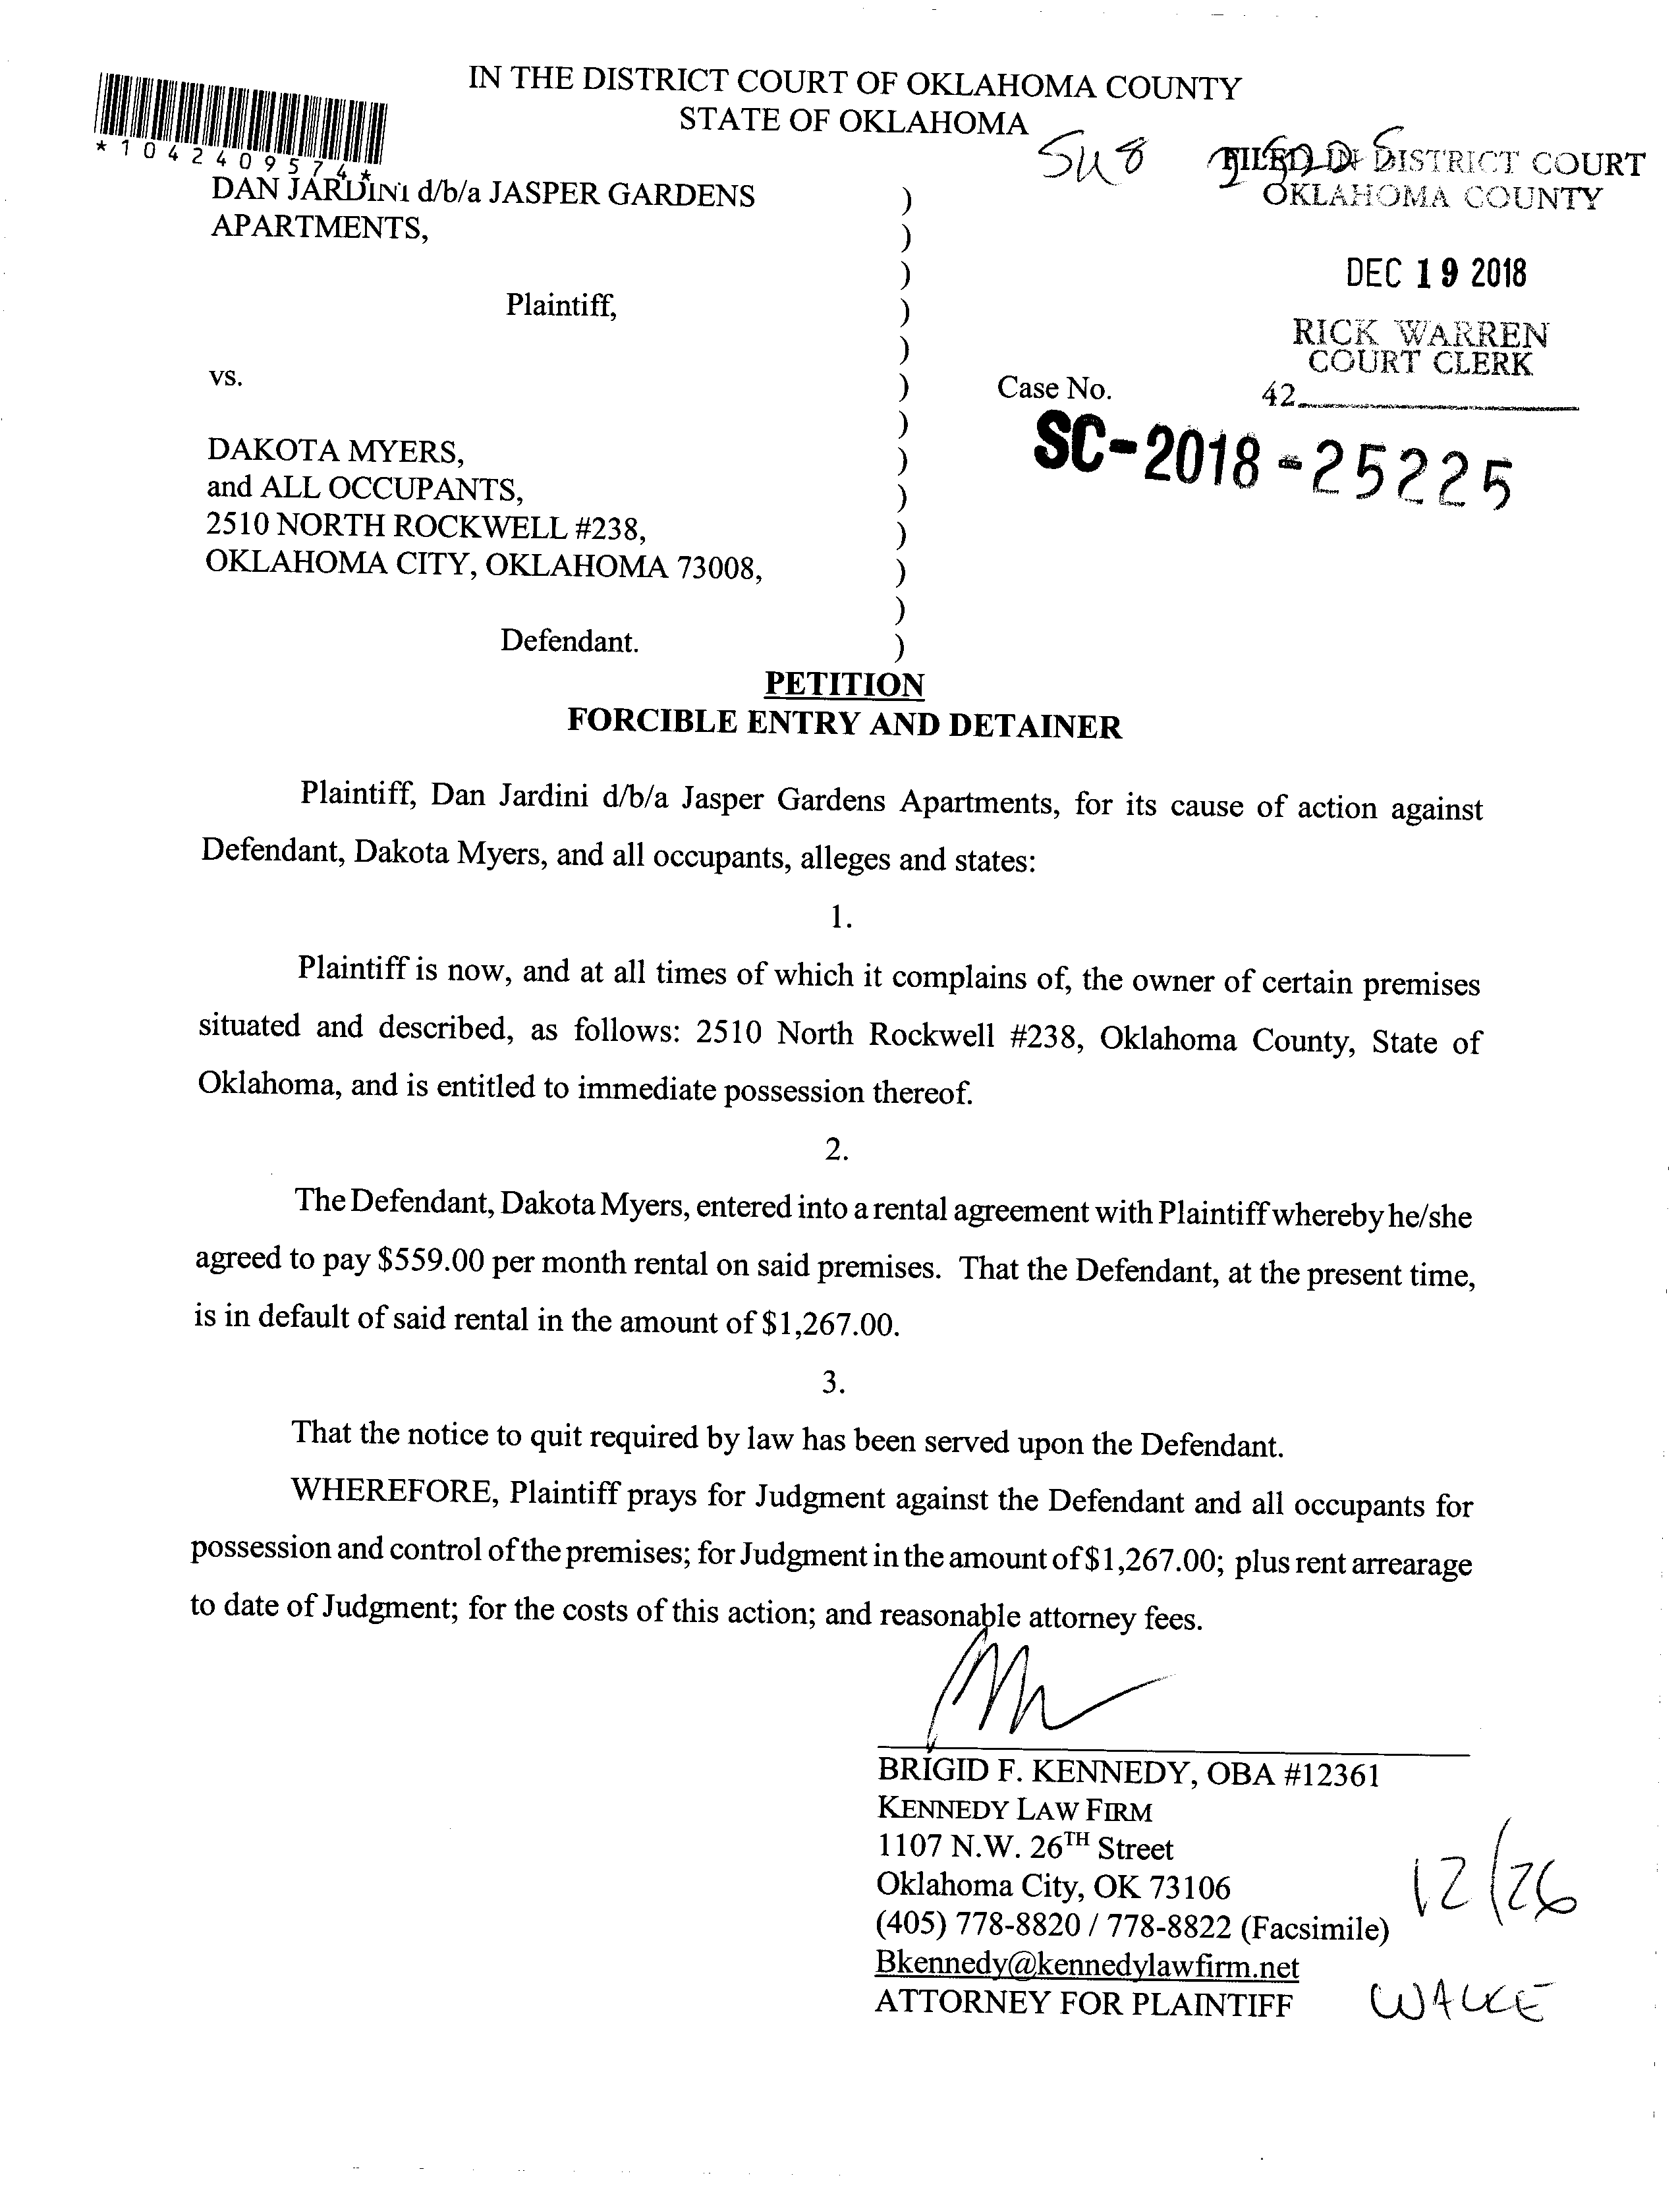 IN THE DISTRICT COURT OF OKLAHOMA COUNTY
STATE OF OKLAHOMA
*1042409574*
FILED IN DISTRICT COURT
OKLAHOMA COUNTY
DAN JARDINI d/b/a JASPER GARDENS )
APARTMENTS, )
)
DEC 19 2018
Plaintiff, )
RICK WARREN
COURT CLERK
)
vs. ) Case No. 42
)
SC-2018-25225
DAKOTA MYERS, )
and ALL OCCUPANTS, )
2510 NORTH ROCKWELL #238, )
OKLAHOMA CITY, OKLAHOMA 73008, )
)
Defendant. )
PETITION
FORCIBLE ENTRY AND DETAINER
Plaintiff, Dan Jardini d/b/a Jasper Gardens Apartments, for its cause of action against
Defendant, Dakota Myers, and all occupants, alleges and states:
1.
Plaintiff is now, and at all times of which it complains of, the owner of certain premises
situated and described, as follows: 2510 North Rockwell #238, Oklahoma County, State of
Oklahoma, and is entitled to immediate possession thereof.
2.
The Defendant, Dakota Myers, entered into a rental agreement with Plaintiff whereby he/she
agreed to pay $559.00 per month rental on said premises. That the Defendant, at the present time,
is in default of said rental in the amount of $1,267.00.
3.
That the notice to quit required by law has been served upon the Defendant.
WHEREFORE, Plaintiff prays for Judgment against the Defendant and all occupants for
possession and control of the premises; for Judgment in the amount of $1,267.00; plus rent arrearage
to date of Judgment; for the costs of this action; and reasonable attorney fees.
BRIGID F. KENNEDY, OBA #12361
KENNEDY LAW FIRM
1107 N.W. 26TH Street
Oklahoma City, OK 73106
12/26
(405) 778-8820 / 778-8822 (Facsimile)
Bkennedy@kennedylawfirm.net
ATTORNEY FOR PLAINTIFF
WALKE